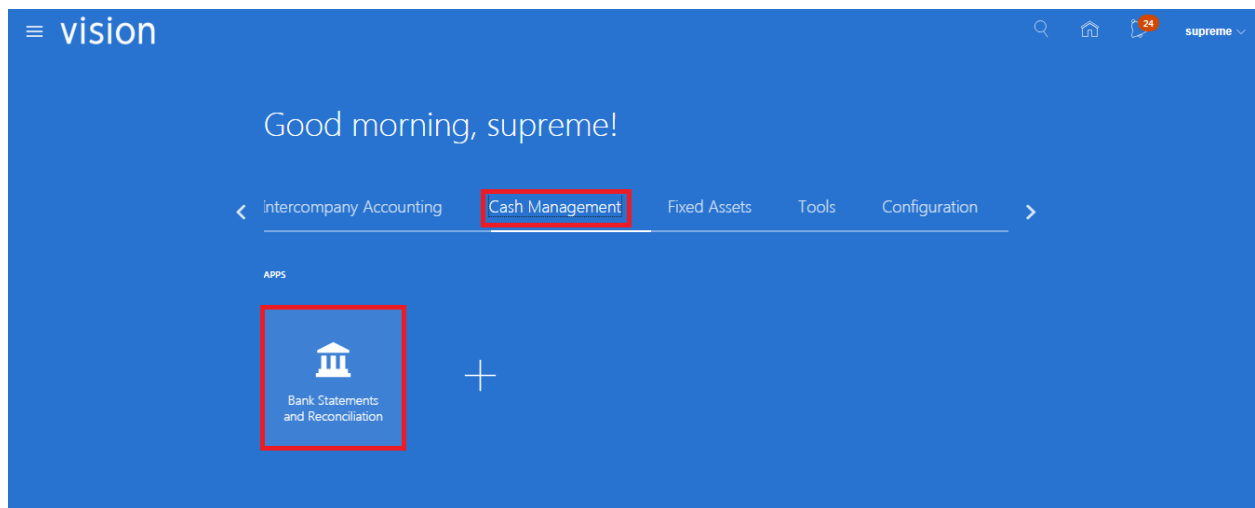 vision
24
supreme
Good morning, supreme!
Intercompany Accounting Cash Management Fixed Assets Tools Configuration
APPS
Bank Statements
and Reconciliation